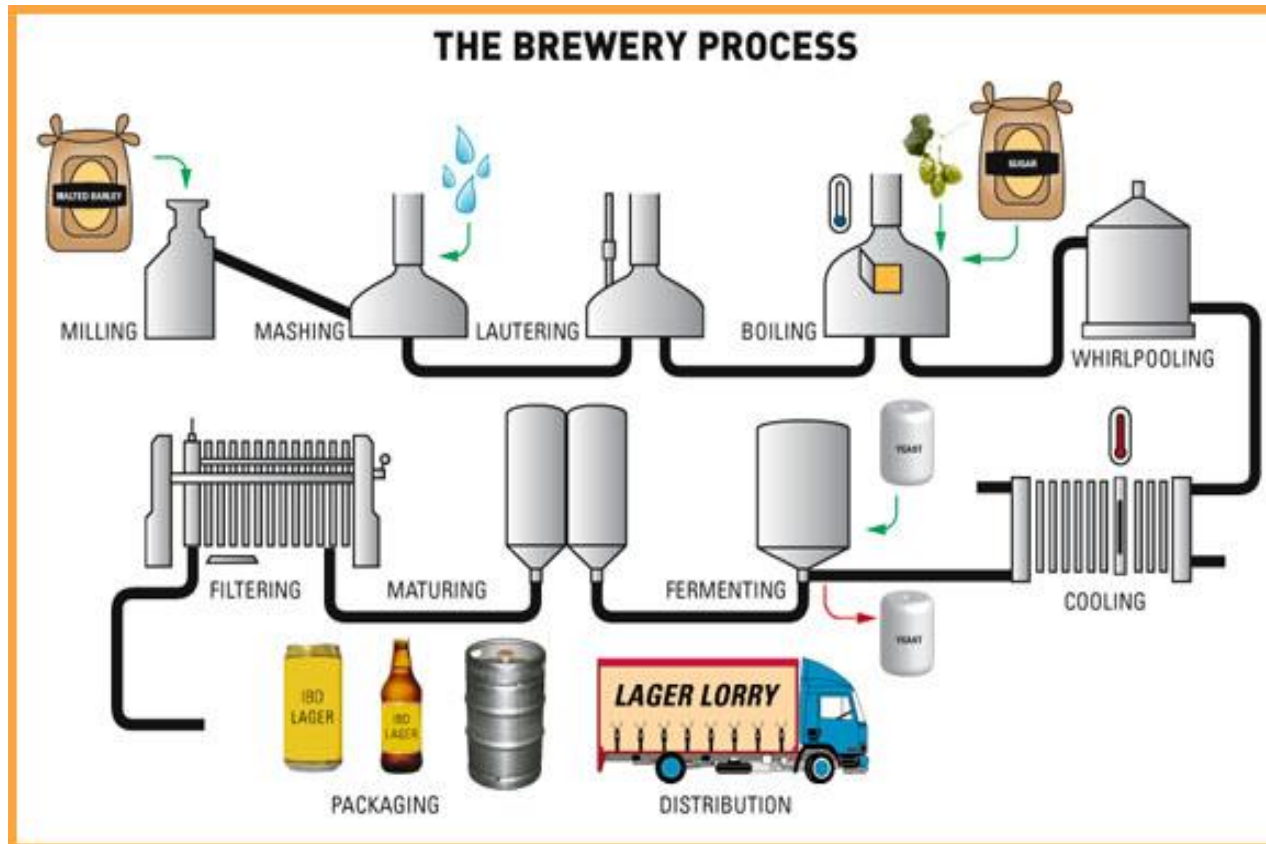 THE BREWERY PROCESS
MALTED BARLEY
SUGAR
MILLING
MASHING
LAUTERING
BOILING
WHIRLPOOLING
YEAST
FILTERING
MATURING
FERMENTING
COOLING
YEAST
IBD
LAGER
IBD
LAGER
LAGER LORRY
PACKAGING
DISTRIBUTION